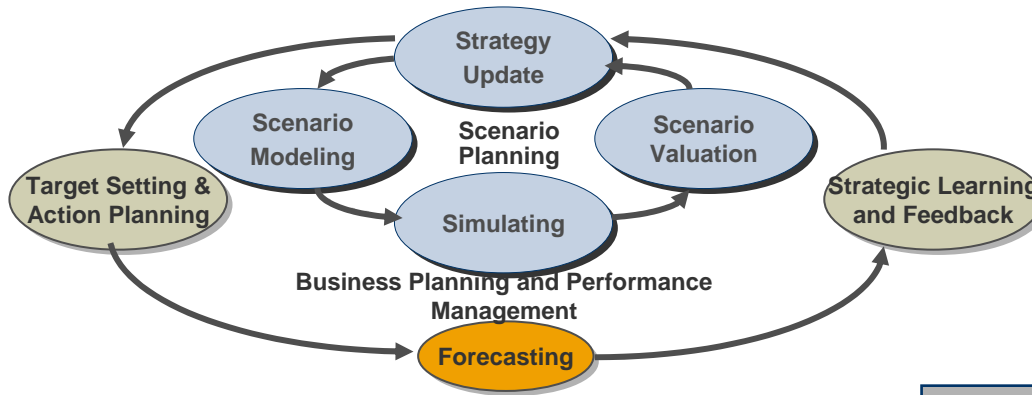 Strategy
Update
Scenario
Modeling
Scenario
Planning
Scenario
Valuation
Target Setting &
Action Planning
Strategic Learning
and Feedback
Simulating
Business Planning and Performance
Management
Forecasting